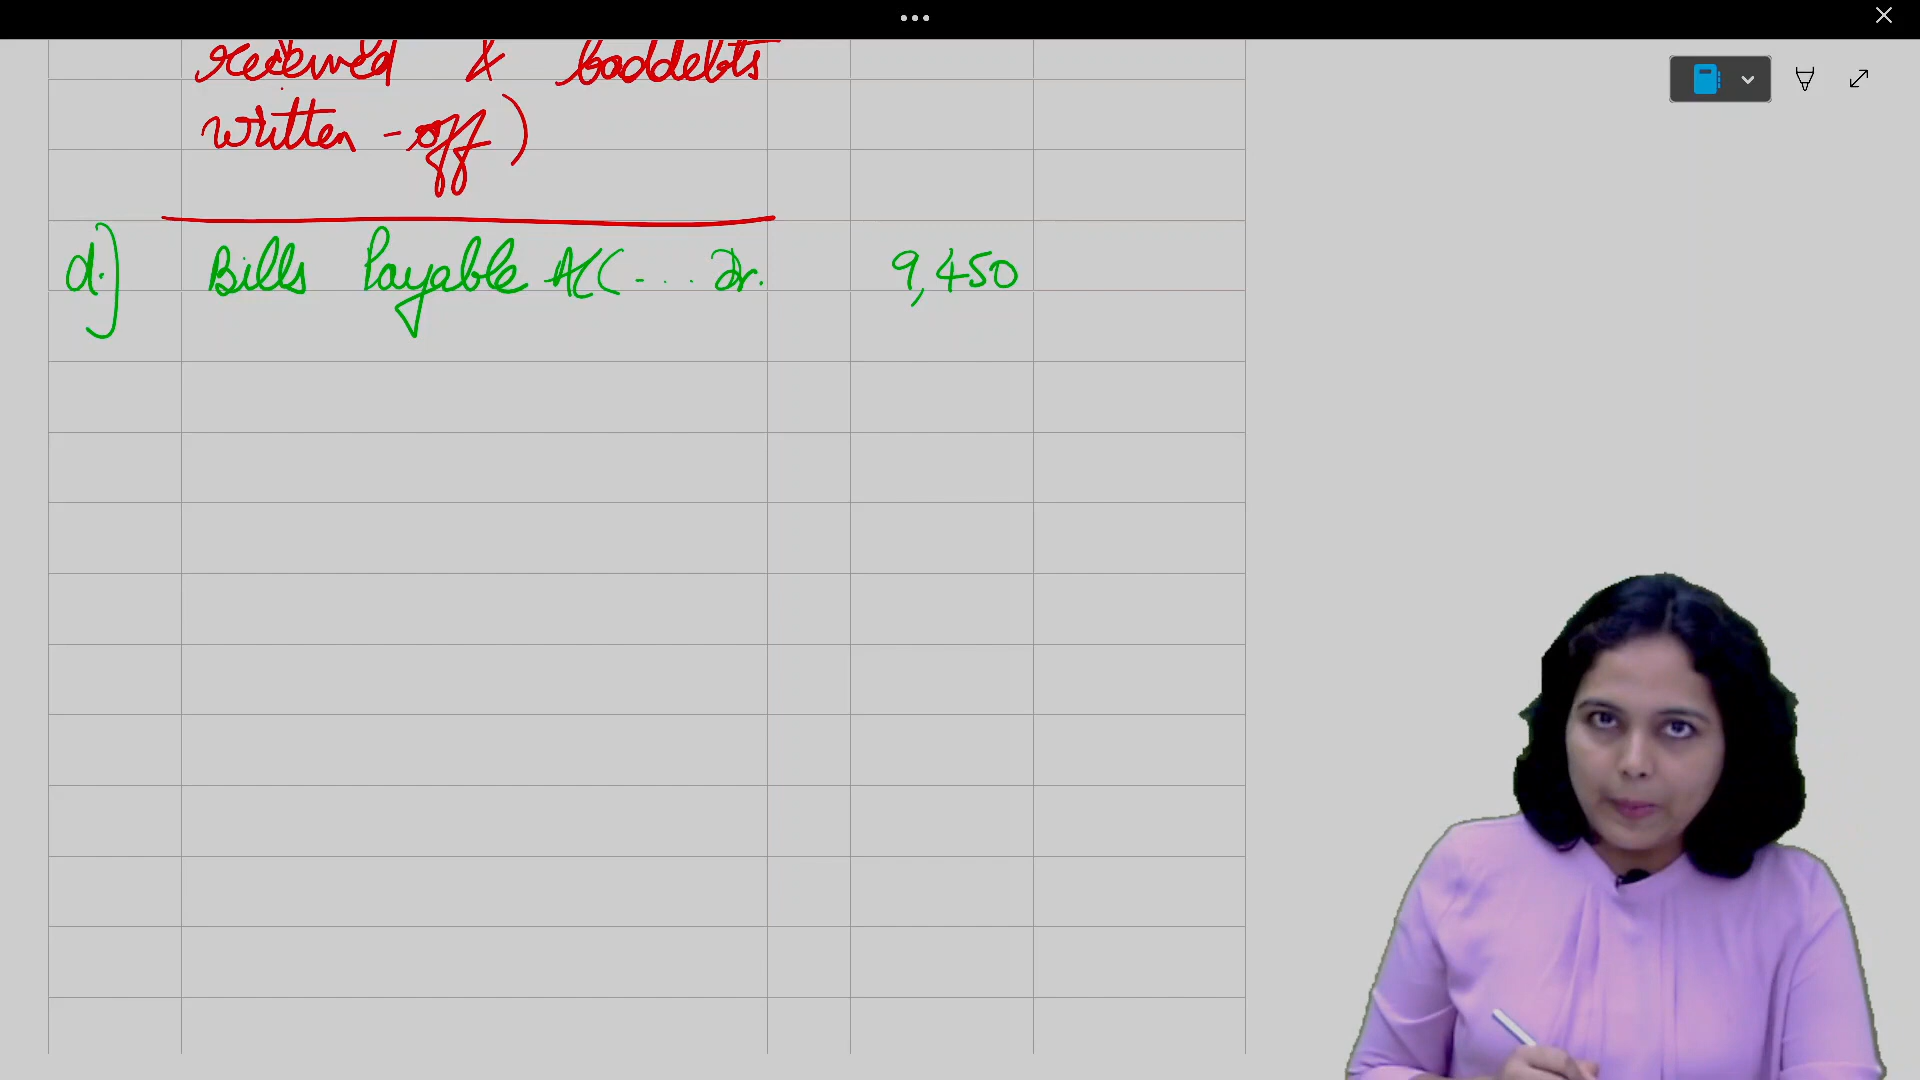 received & baddebts
written - off)
d.) Bills Payable A/C - ... Dr. 9,450